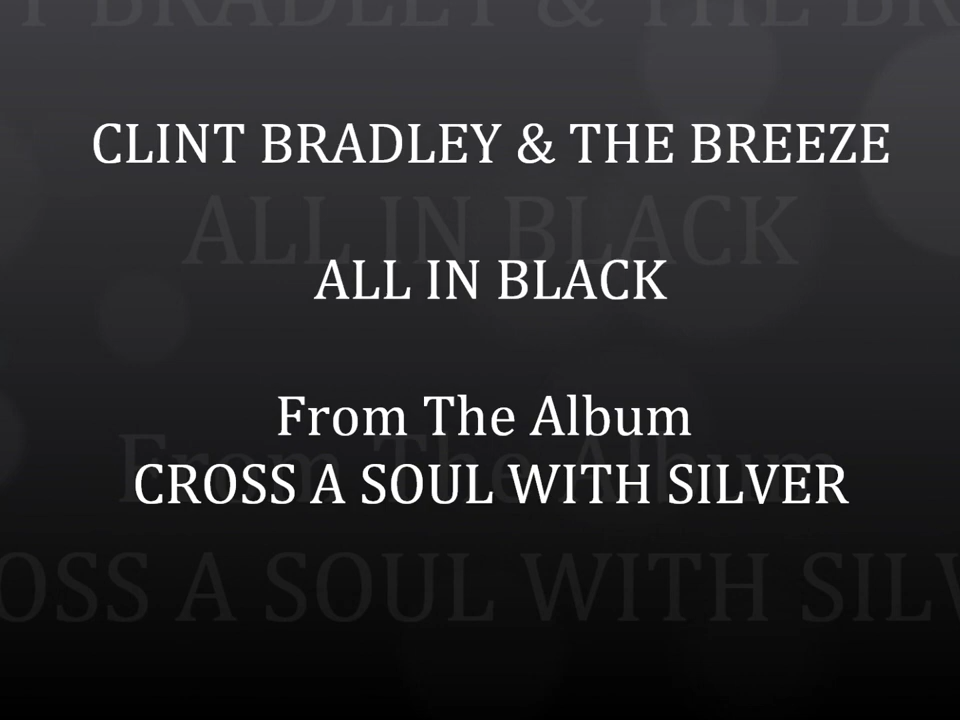 CLINT BRADLEY & THE BREEZE
ALL IN BLACK
From The Album
CROSS A SOUL WITH SILVER